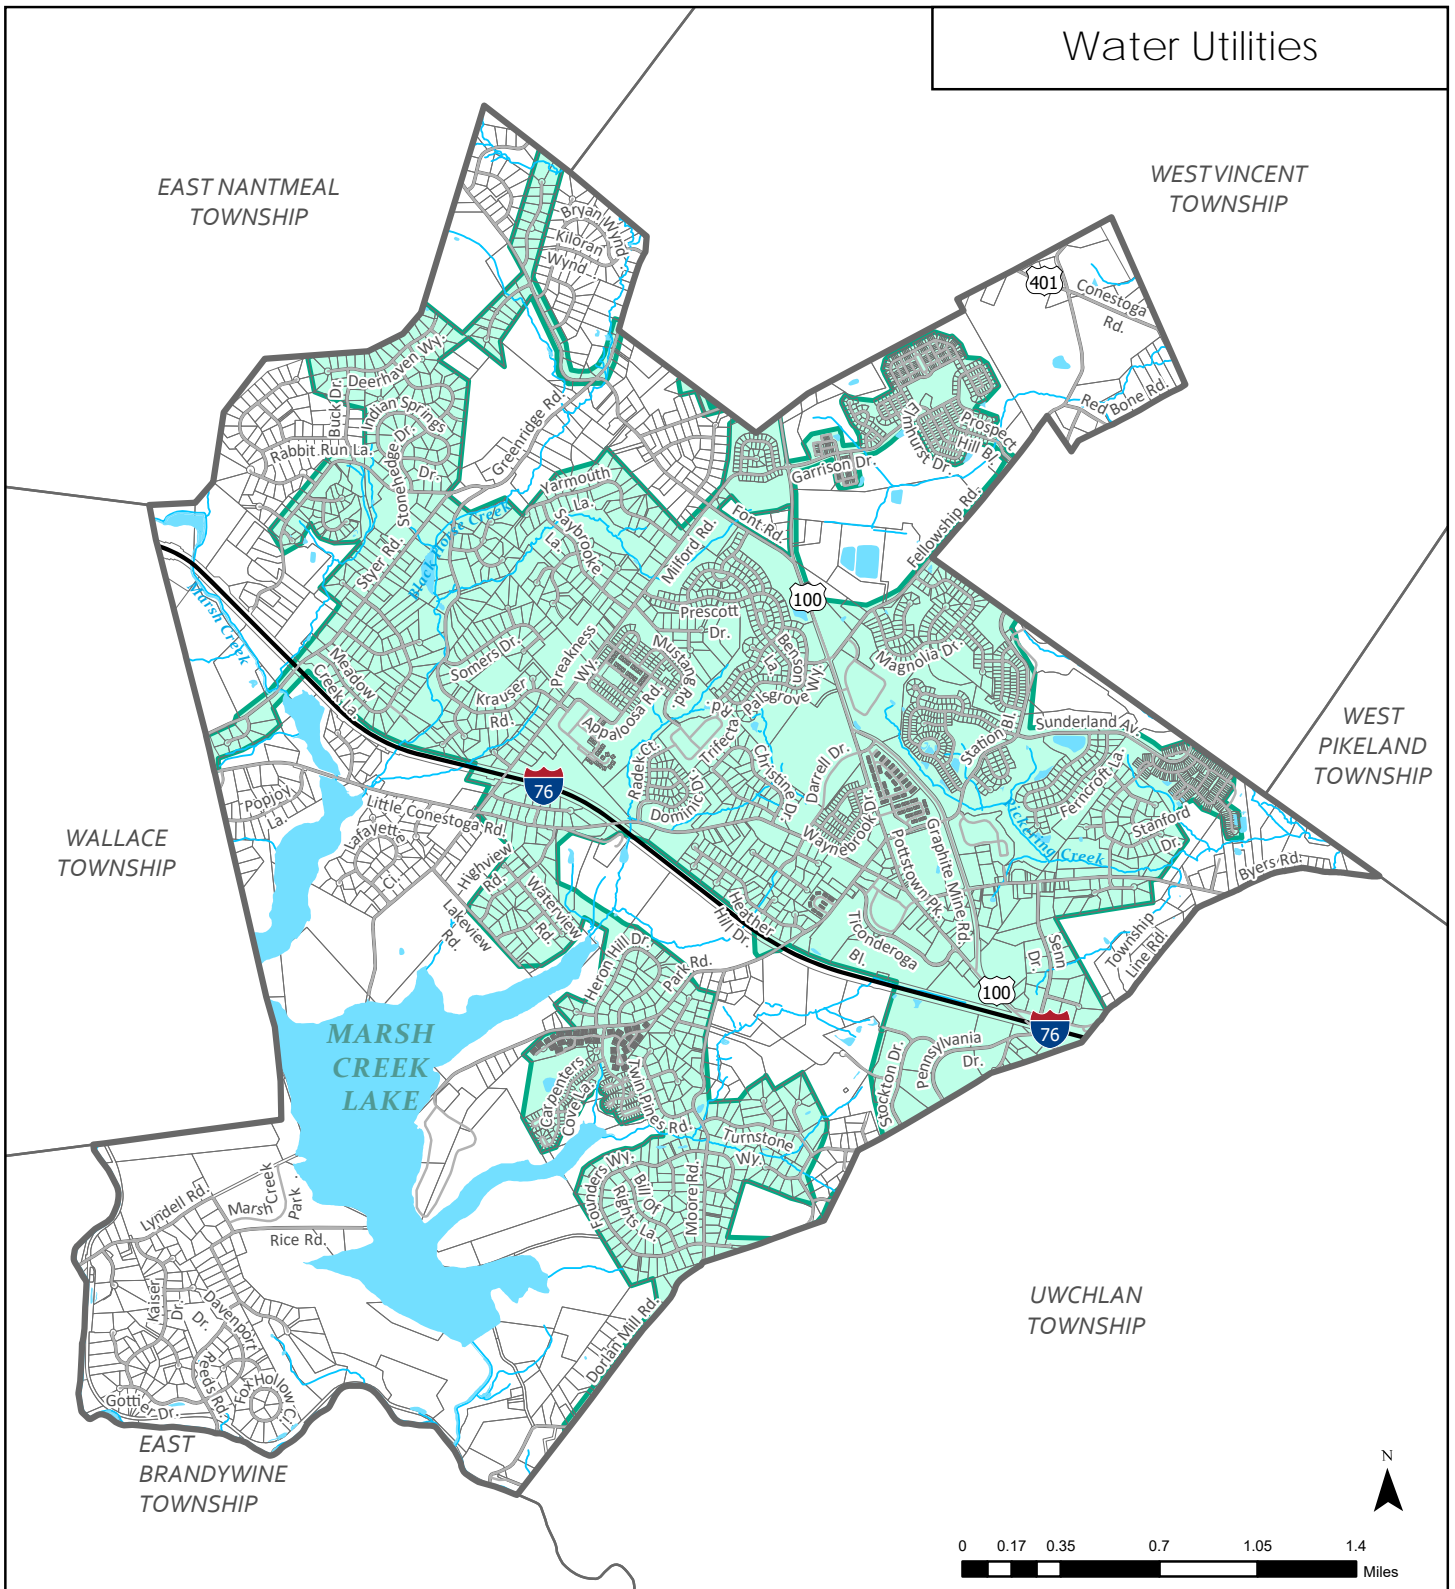 Water Utilities
EAST NANTMEAL
TOWNSHIP
WEST VINCENT
TOWNSHIP
Bryan Wynd
Kiloran
Wynd
401
Conestoga
Rd.
Red Bone Rd.
Deerhaven Wy.
Buck Dr.
Indian Springs
Dr.
Rabbit Run La.
Stonehedge Dr.
Greenridge Rd.
Prospect
Hill Bl.
Elmhurst Dr.
Garrison Dr.
Yarmouth
La.
Saybrooke
La.
Font Rd.
Milford Rd.
Fellowship Rd.
Styer Rd.
Black Horse Creek
Marsh Creek
100
Prescott
Dr.
Benson
La.
Magnolia Dr.
Meadow
Creek La.
Somers Dr.
Preakness
Wy.
Mustang
Rd.
Krauser
Rd.
Appaloosa Rd.
Palsgrove Wy.
Trifecta Rd.
Station Bl.
Sunderland Av.
WEST
PIKELAND
TOWNSHIP
Radek Ct.
Christine Dr.
Darrell Dr.
Ferncroft La.
76
Popjoy
La.
Little Conestoga Rd.
Dominic Dr.
Stanford
Dr.
WALLACE
TOWNSHIP
Lafayette
Cl.
Waynebrook Dr.
Graphite Mine Rd.
Pottstown Pk.
Pickering Creek
Byers Rd.
Highview
Rd.
Waterview
Rd.
Lakeview
Rd.
Heather
Hill Dr.
Ticonderoga
Bl.
Senn
Dr.
Township
Line Rd.
Heron Hill Dr.
Park Rd.
100
76
MARSH
CREEK
LAKE
Stockton Dr.
Pennsylvania
Dr.
Carpenters
Cove La.
Twin Pines Rd.
Turnstone
Wy.
Founders Wy.
Bill Of
Rights La.
Moore Rd.
Lyndell Rd.
Marsh Creek
Park
Rice Rd.
Kaiser
Dr.
Davenport
Dr.
Reeds Rd.
Fox Hollow Cl.
Gottier Dr.
Dorlan Mill Rd.
UWCHLAN
TOWNSHIP
EAST
BRANDYWINE
TOWNSHIP
N
0 0.17 0.35 0.7 1.05 1.4
Miles